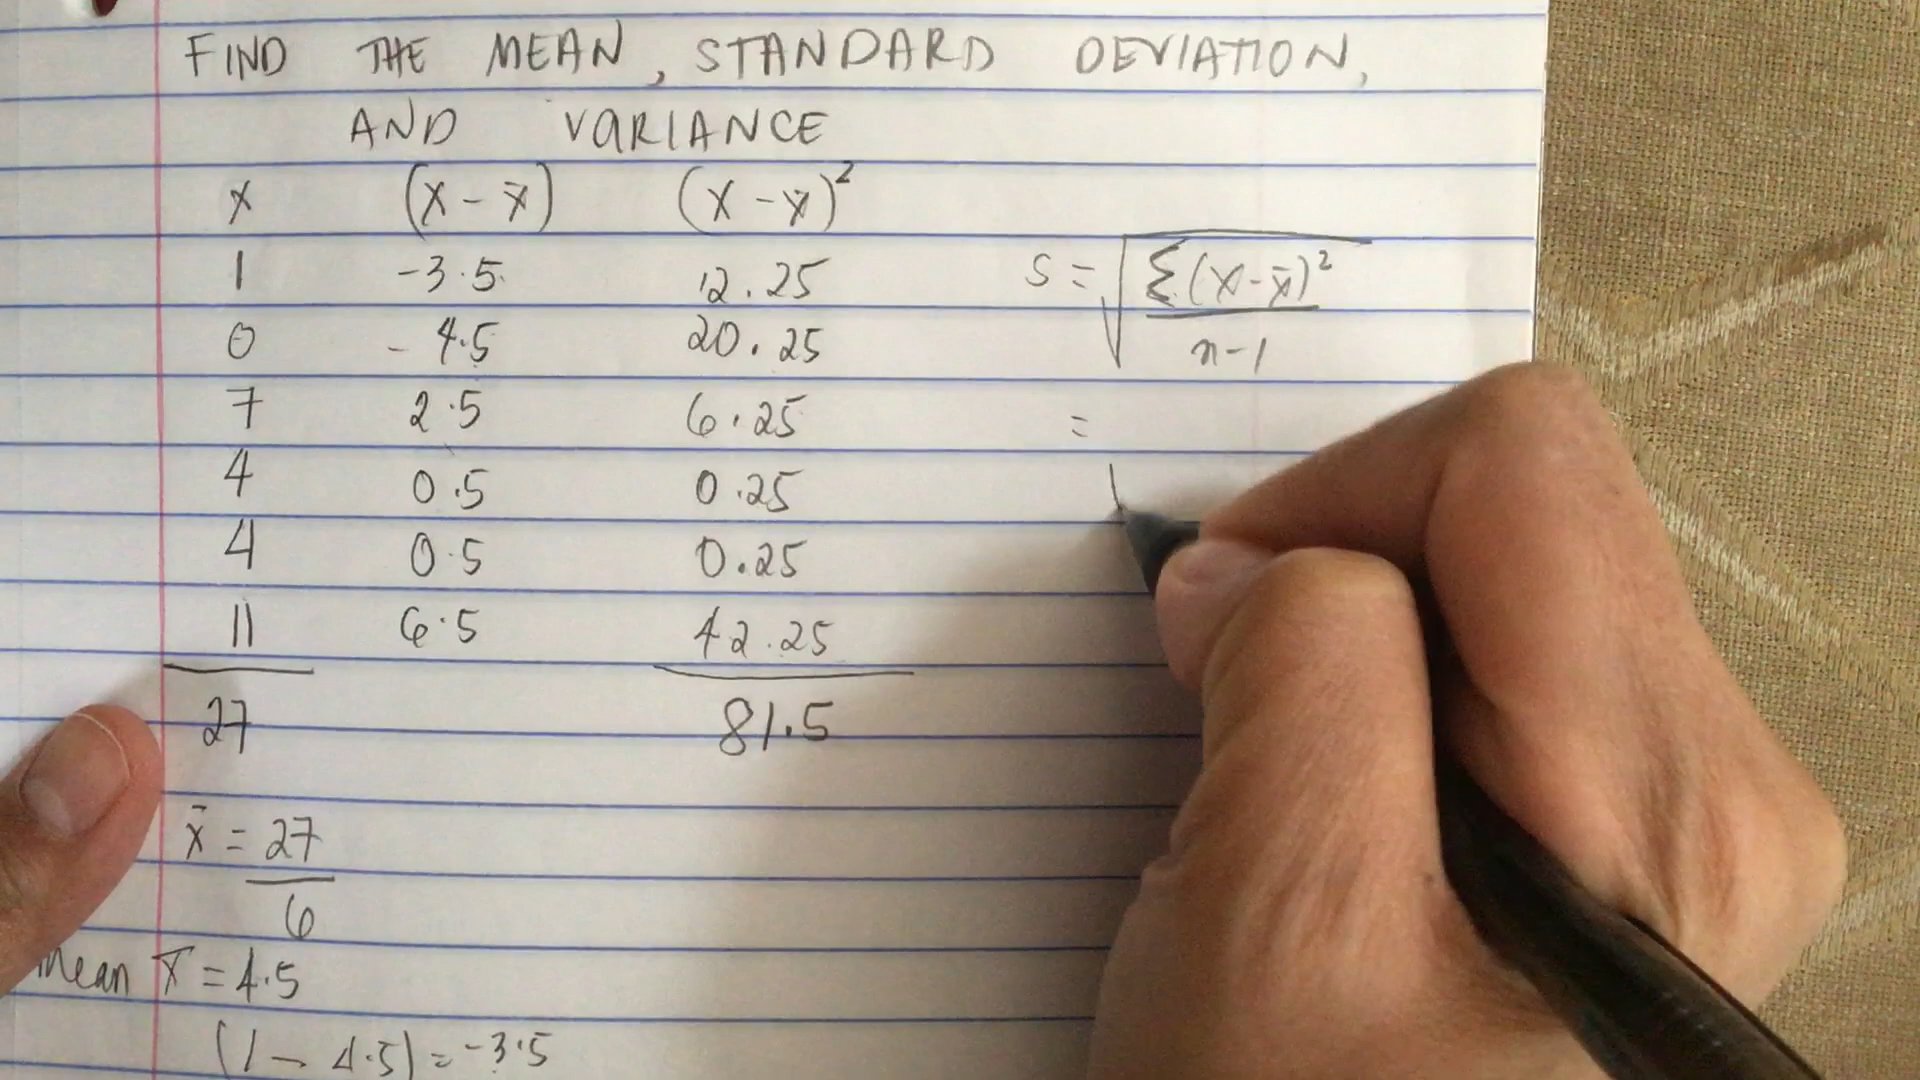 FIND THE MEAN, STANDARD DEVIATION,
AND VARIANCE
x (x - x̄) (x - x̄)²
1 -3.5 12.25
0 - 4.5 20.25
7 2.5 6.25
4 0.5 0.25
4 0.5 0.25
11 6.5 42.25
27 81.5
x̄ = 27
6
Mean x̄ = 4.5
(1 - 4.5) = -3.5
S = √ Σ(x - x̄)²
n-1
=